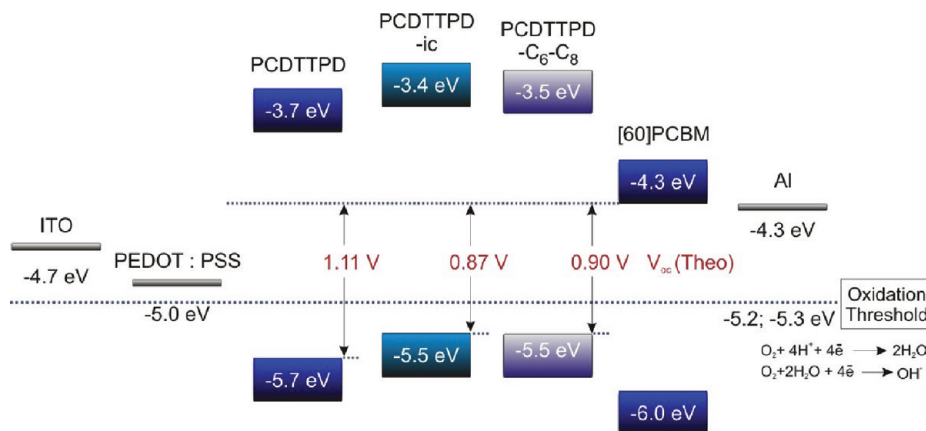 PCDTTPD
-3.7 eV
PCDTTPD
-ic
-3.4 eV
PCDTTPD
-C₆-C₈
-3.5 eV
[60]PCBM
-4.3 eV
Al
-4.3 eV
ITO
-4.7 eV
PEDOT : PSS
-5.0 eV
1.11 V
0.87 V
0.90 V
Vₒc (Theo)
Oxidation
Threshold
-5.2; -5.3 eV
-5.7 eV
-5.5 eV
-5.5 eV
-6.0 eV
O₂+ 4H⁺+ 4ē → 2H₂O
O₂+2H₂O + 4ē → OH⁻